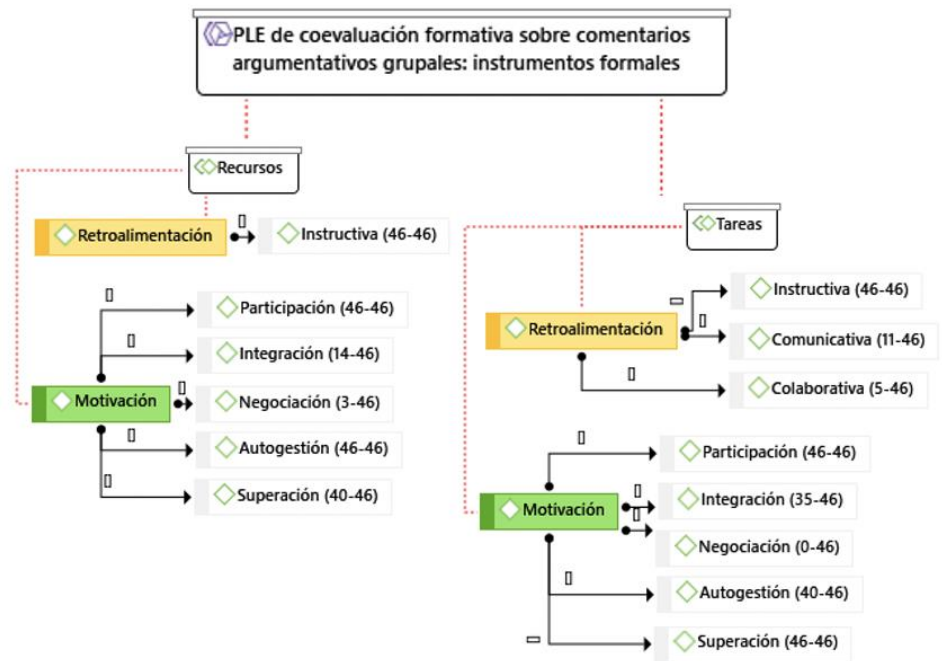 PLE de coevaluación formativa sobre comentarios
argumentativos grupales: instrumentos formales
Recursos
Retroalimentación
Instructiva (46-46)
Motivación
Participación (46-46)
Integración (14-46)
Negociación (3-46)
Autogestión (46-46)
Superación (40-46)
Tareas
Retroalimentación
Instructiva (46-46)
Comunicativa (11-46)
Colaborativa (5-46)
Motivación
Participación (46-46)
Integración (35-46)
Negociación (0-46)
Autogestión (40-46)
Superación (46-46)